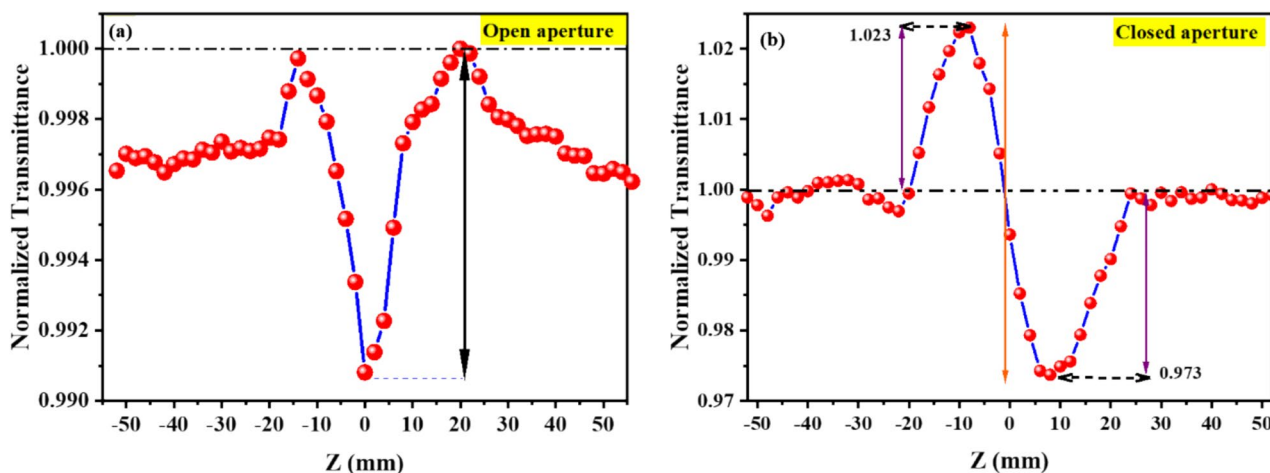 (a)
Open aperture
1.000
0.998
0.996
0.994
0.992
0.990
Normalized Transmittance
-50 -40 -30 -20 -10 0 10 20 30 40 50
Z (mm)
(b)
Closed aperture
1.023
0.973
1.02
1.01
1.00
0.99
0.98
0.97
Normalized Transmittance
-50 -40 -30 -20 -10 0 10 20 30 40 50
Z (mm)